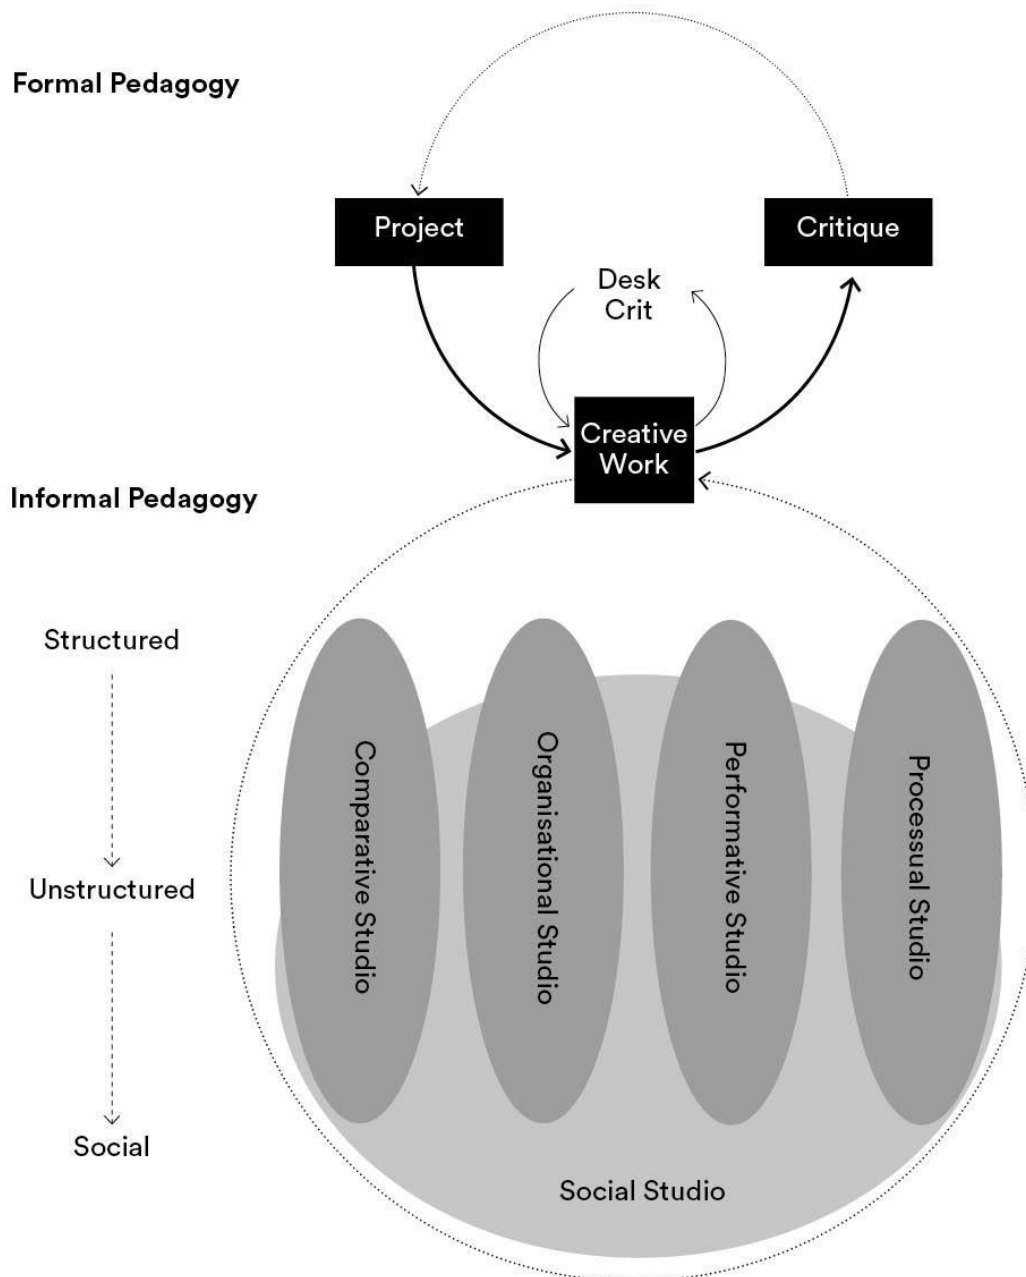 Formal Pedagogy
Project
Critique
Desk
Crit
Creative
Work
Informal Pedagogy
Structured
Unstructured
Social
Comparative Studio
Organisational Studio
Performative Studio
Processual Studio
Social Studio